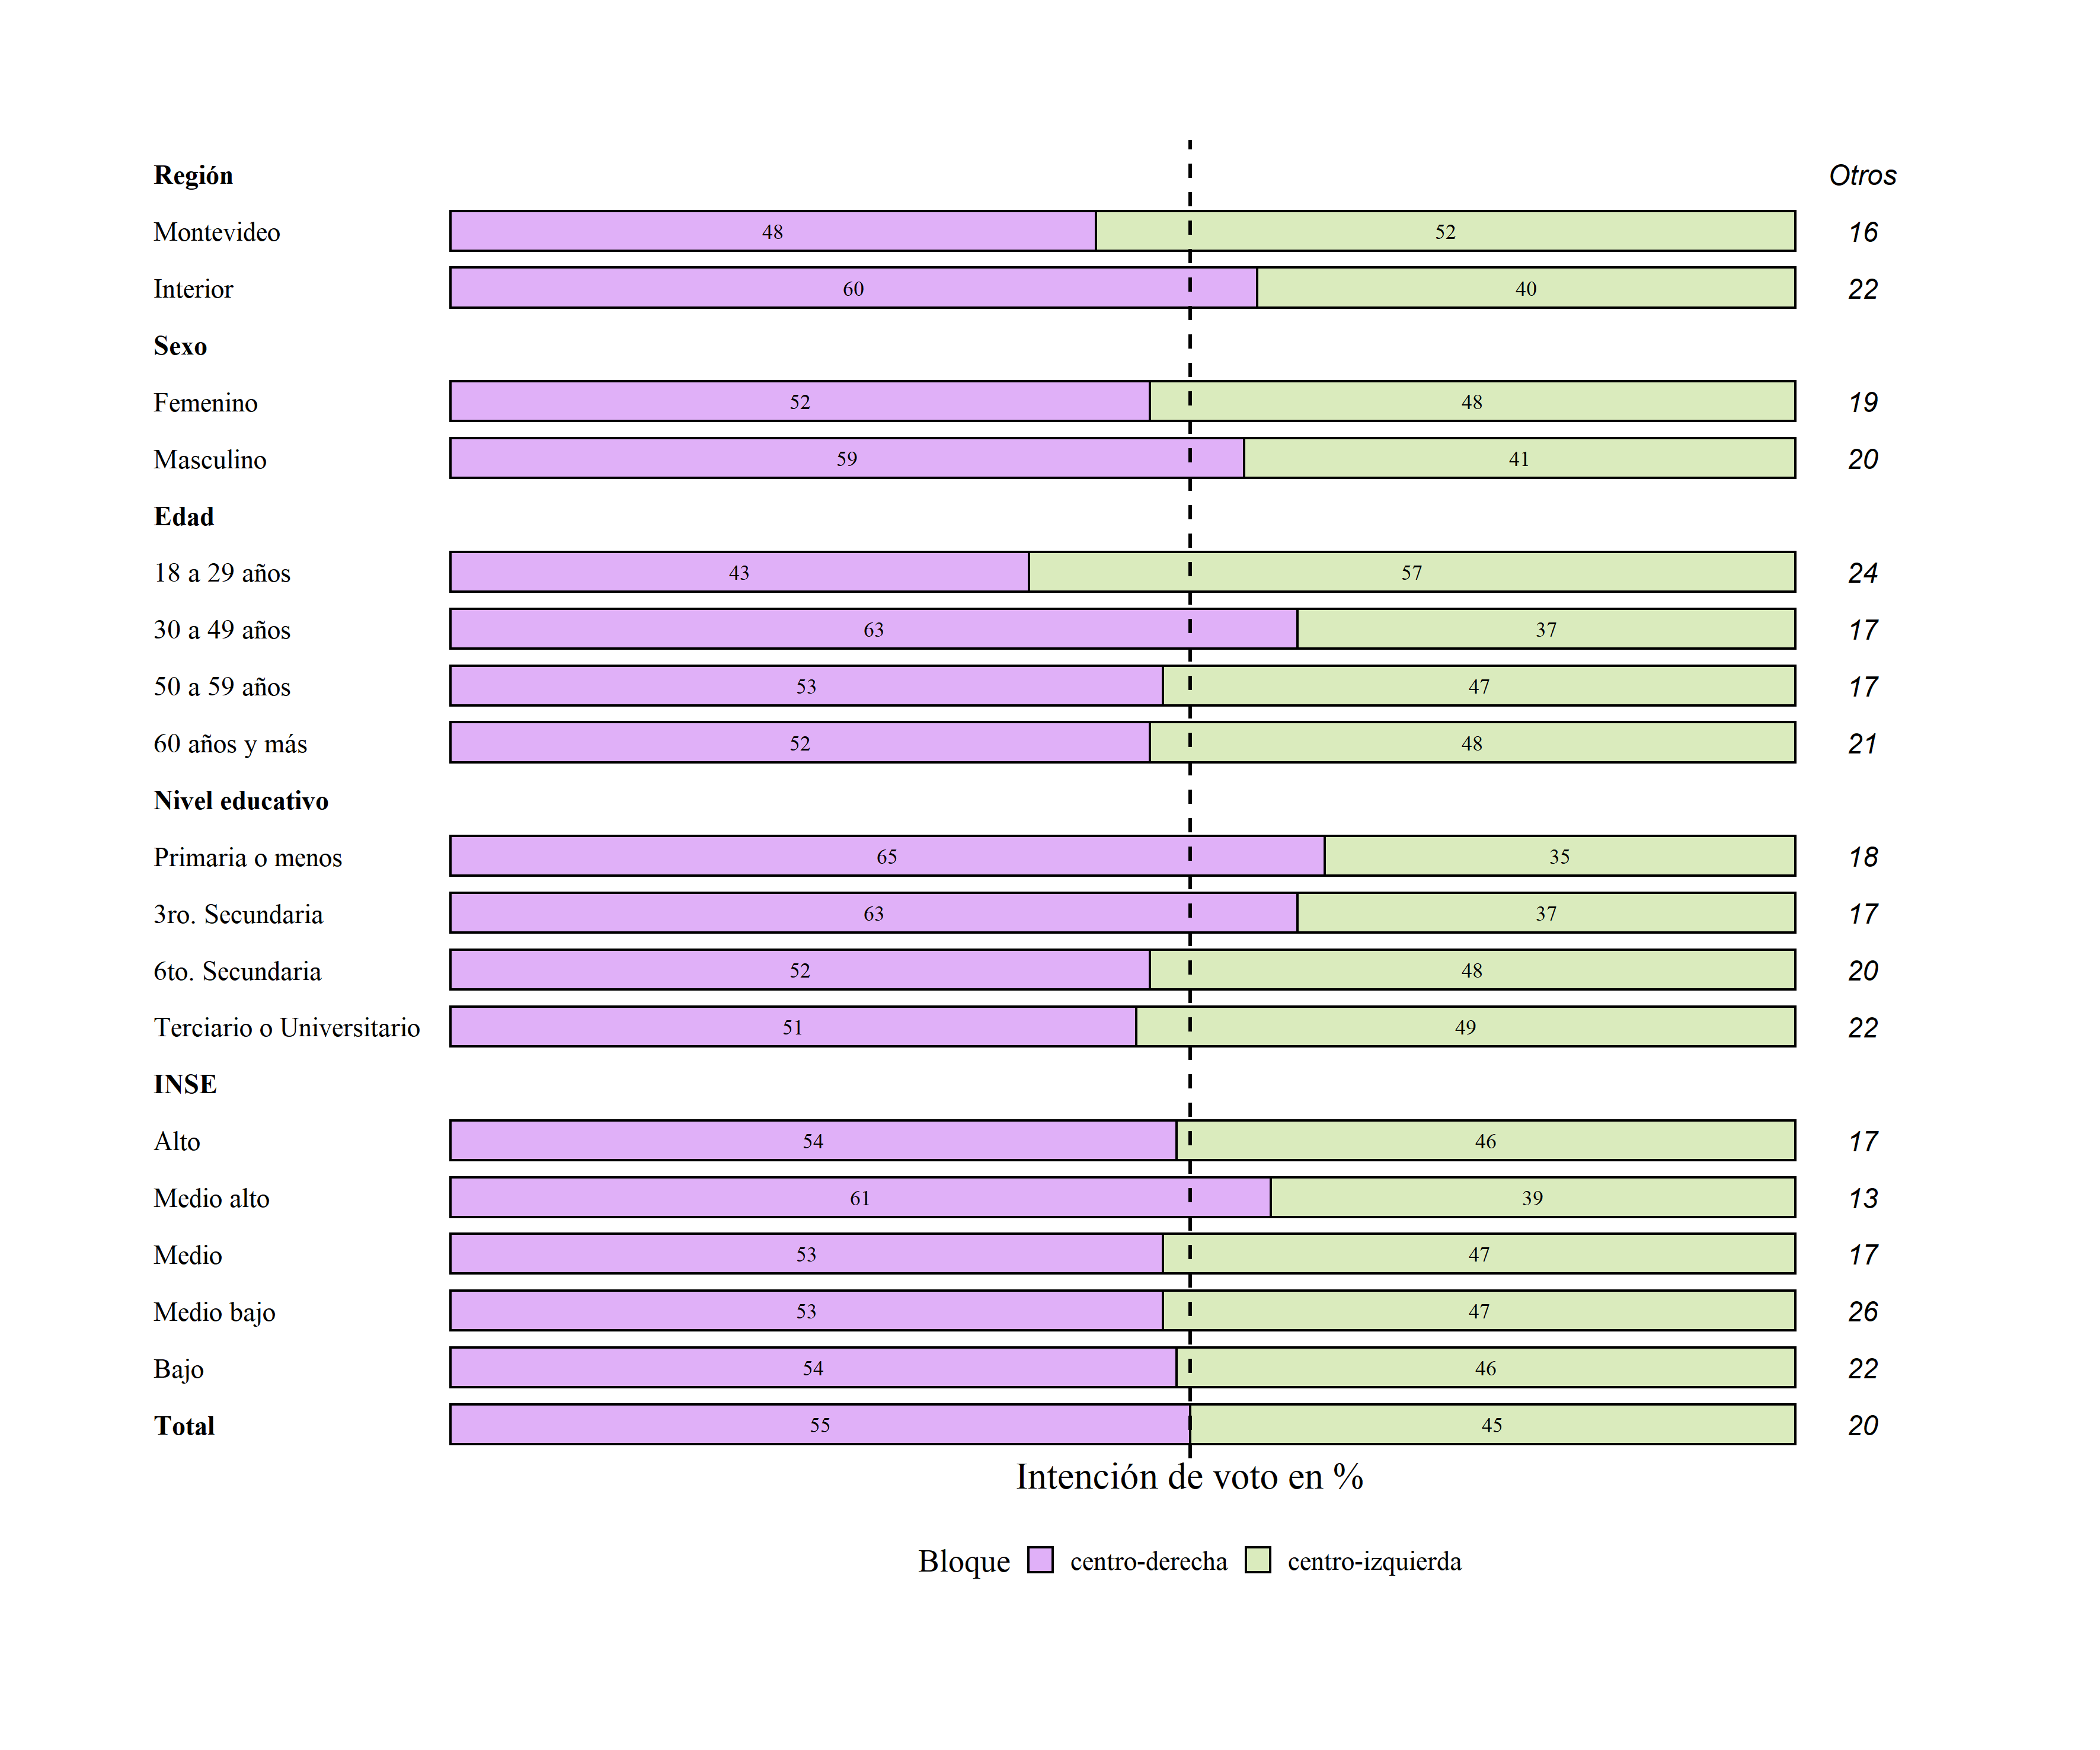 Región Otros
Montevideo 48 52 16
Interior 60 40 22
Sexo
Femenino 52 48 19
Masculino 59 41 20
Edad
18 a 29 años 43 57 24
30 a 49 años 63 37 17
50 a 59 años 53 47 17
60 años y más 52 48 21
Nivel educativo
Primaria o menos 65 35 18
3ro. Secundaria 63 37 17
6to. Secundaria 52 48 20
Terciario o Universitario 51 49 22
INSE
Alto 54 46 17
Medio alto 61 39 13
Medio 53 47 17
Medio bajo 53 47 26
Bajo 54 46 22
Total 55 45 20
Intención de voto en %
Bloque centro-derecha centro-izquierda